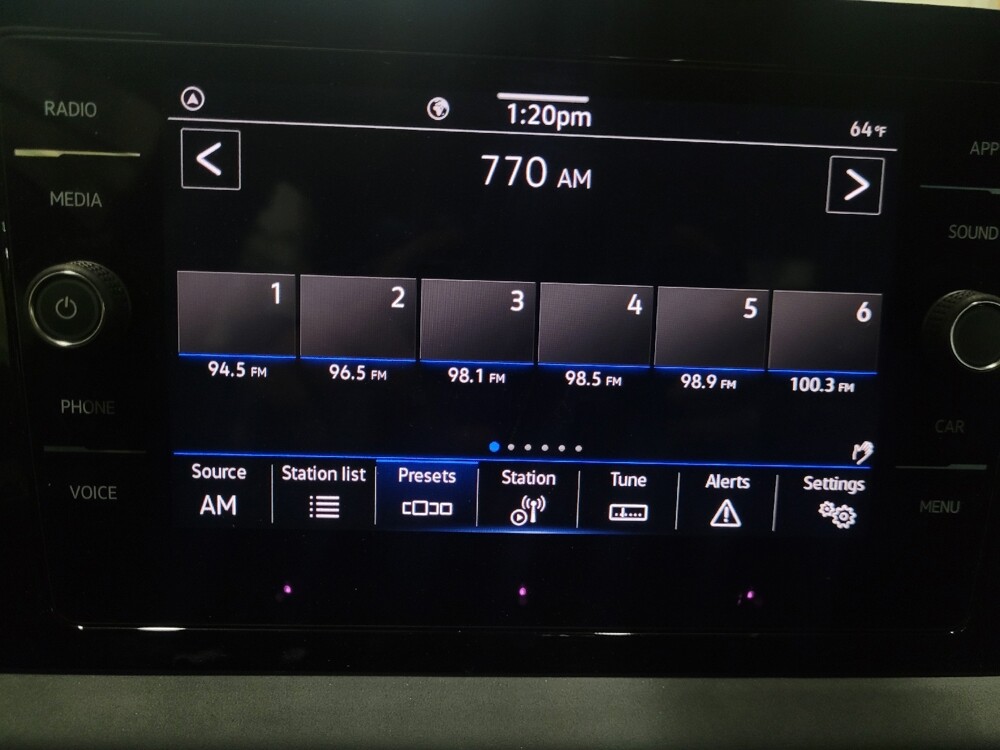 RADIO
MEDIA
PHONE
VOICE
1:20pm
64°F
<
770 AM
>
1
2
3
4
5
6
94.5 FM
96.5 FM
98.1 FM
98.5 FM
98.9 FM
100.3 FM
Source
AM
Station list
Presets
Station
Tune
Alerts
Settings
APP
SOUND
CAR
MENU